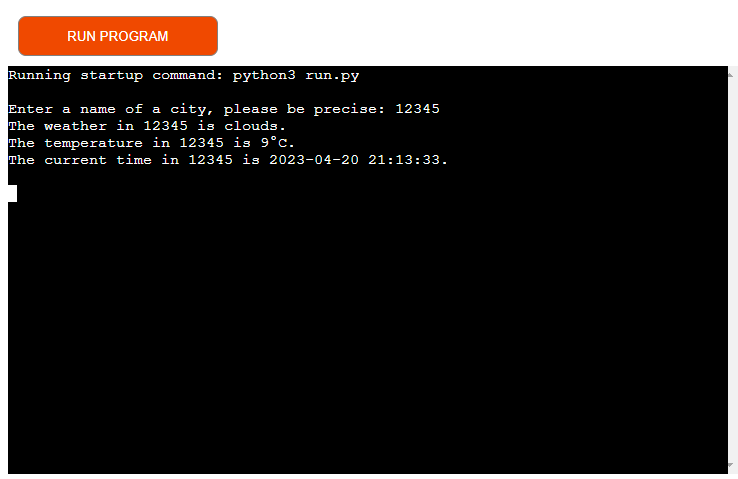 RUN PROGRAM
Running startup command: python3 run.py
Enter a name of a city, please be precise: 12345
The weather in 12345 is clouds.
The temperature in 12345 is 9°C.
The current time in 12345 is 2023-04-20 21:13:33.